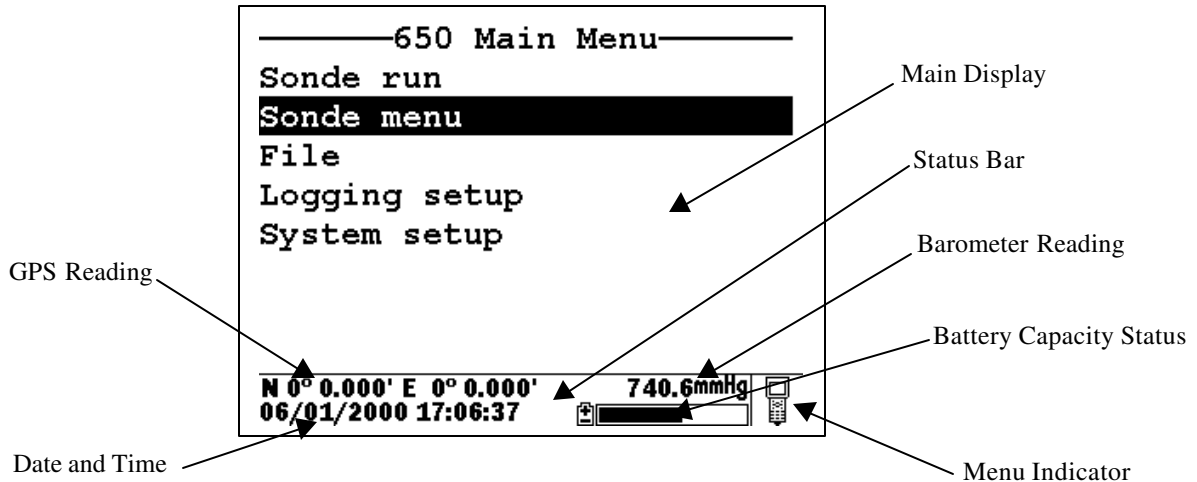 650 Main Menu
Sonde run
Sonde menu
File
Logging setup
System setup
N 0° 0.000' E 0° 0.000'
740.6mmHg
06/01/2000 17:06:37
Main Display
Status Bar
Barometer Reading
GPS Reading
Battery Capacity Status
Date and Time
Menu Indicator